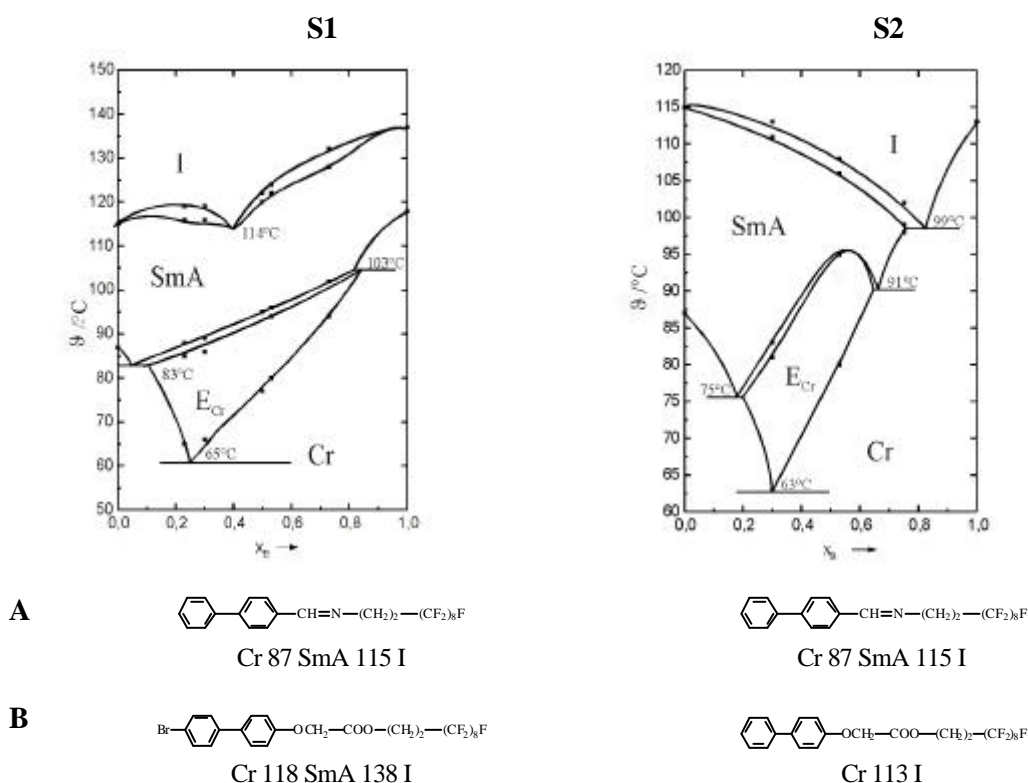 S1 S2
150
140
130
120
110
100
90
80
70
60
50
ϑ /°C
I
114°C
SmA
103°C
83°C
E_Cr
65°C
Cr
0,0 0,2 0,4 0,6 0,8 1,0
x_B
120
115
110
105
100
95
90
85
80
75
70
65
60
ϑ /°C
I
SmA
99°C
91°C
75°C
E_Cr
Cr
63°C
0,0 0,2 0,4 0,6 0,8 1,0
x_B
A
CH=N—(CH₂)₂—(CF₂)₈F CH=N—(CH₂)₂—(CF₂)₈F
Cr 87 SmA 115 I Cr 87 SmA 115 I
B
Br OCH₂—COO—(CH₂)₂—(CF₂)₈F OCH₂—COO—(CH₂)₂—(CF₂)₈F
Cr 118 SmA 138 I Cr 113 I